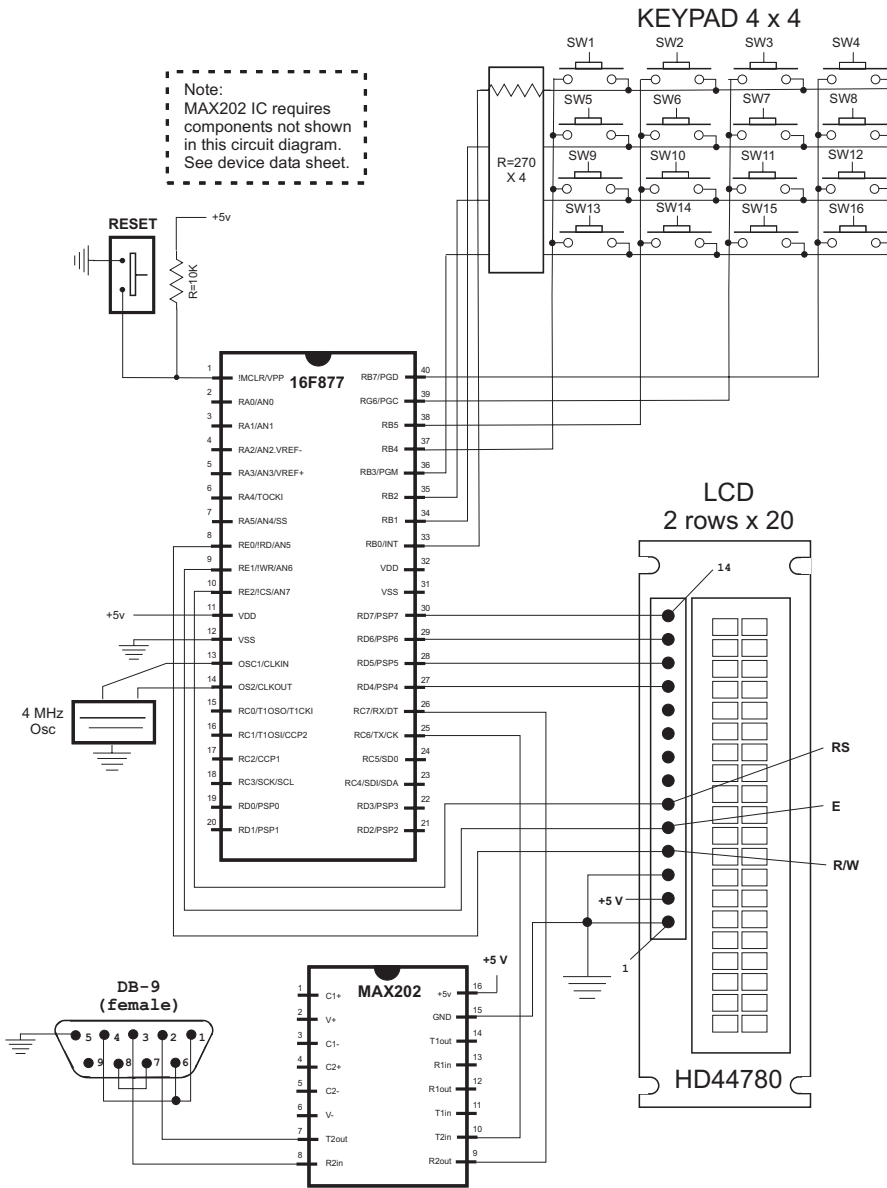 KEYPAD 4 x 4
SW1 SW2 SW3 SW4
SW5 SW6 SW7 SW8
SW9 SW10 SW11 SW12
SW13 SW14 SW15 SW16
R=270
X 4
Note:
MAX202 IC requires
components not shown
in this circuit diagram.
See device data sheet.
RESET
+5v
R=10K
16F877
1 !MCLR/VPP
2 RA0/AN0
3 RA1/AN1
4 RA2/AN2.VREF-
5 RA3/AN3/VREF+
6 RA4/TOCKI
7 RA5/AN4/SS
8 RE0/!RD/AN5
9 RE1/!WR/AN6
10 RE2/!CS/AN7
11 VDD
12 VSS
13 OSC1/CLKIN
14 OS2/CLKOUT
15 RC0/T1OSO/T1CKI
16 RC1/T1OSI/CCP2
17 RC2/CCP1
18 RC3/SCK/SCL
19 RD0/PSP0
20 RD1/PSP1
RB7/PGD 40
RG6/PGC 39
RB5 38
RB4 37
RB3/PGM 36
RB2 35
RB1 34
RB0/INT 33
VDD 32
VSS 31
RD7/PSP7 30
RD6/PSP6 29
RD5/PSP5 28
RD4/PSP4 27
RC7/RX/DT 26
RC6/TX/CK 25
RC5/SD0 24
RC4/SDI/SDA 23
RD3/PSP3 22
RD2/PSP2 21
+5v
4 MHz
Osc
LCD
2 rows x 20
14
RS
E
R/W
+5 V
1
HD44780
DB-9
(female)
5 4 3 2 1
9 8 7 6
+5 V
MAX202
1 C1+
2 V+
3 C1-
4 C2+
5 C2-
6 V-
7 T2out
8 R2in
+5v 16
GND 15
T1out 14
R1in 13
R1out 12
T1in 11
T2in 10
R2out 9